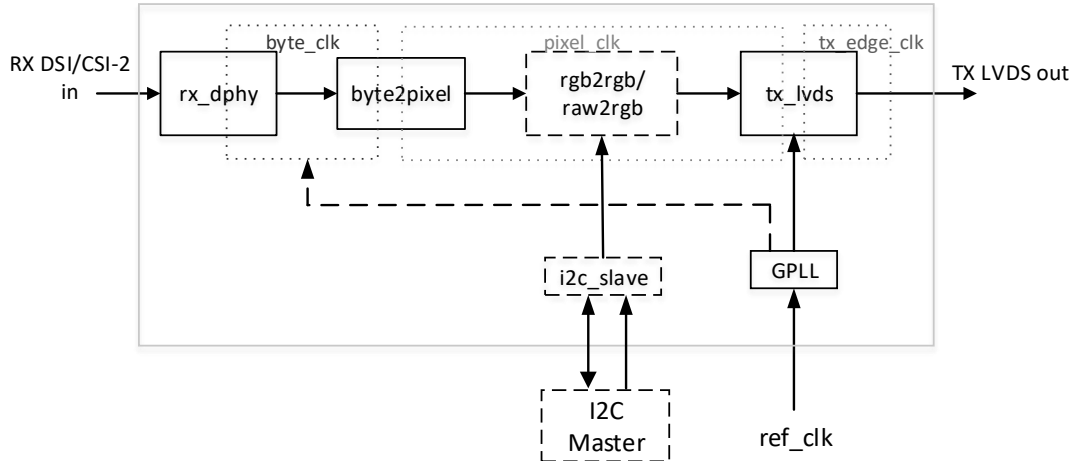 byte_clk
pixel_clk
tx_edge_clk
RX DSI/CSI-2
in
rx_dphy
byte2pixel
rgb2rgb/
raw2rgb
tx_lvds
TX LVDS out
i2c_slave
GPLL
I2C
Master
ref_clk